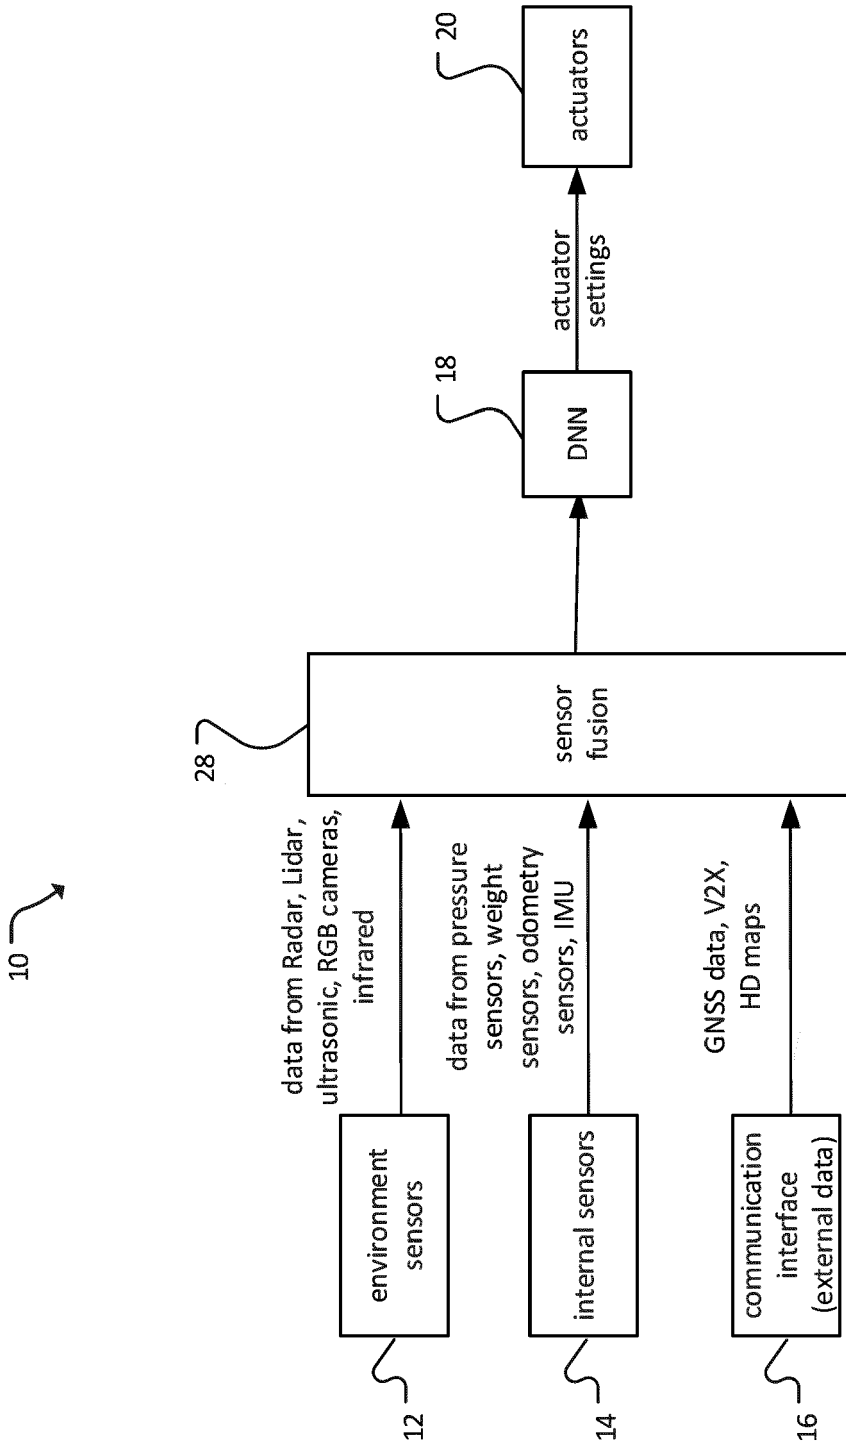 10
12
environment
sensors
data from Radar, Lidar,
ultrasonic, RGB cameras,
infrared
14
internal sensors
data from pressure
sensors, weight
sensors, odometry
sensors, IMU
16
communication
interface
(external data)
GNSS data, V2X,
HD maps
28
sensor
fusion
18
DNN
actuator
settings
20
actuators